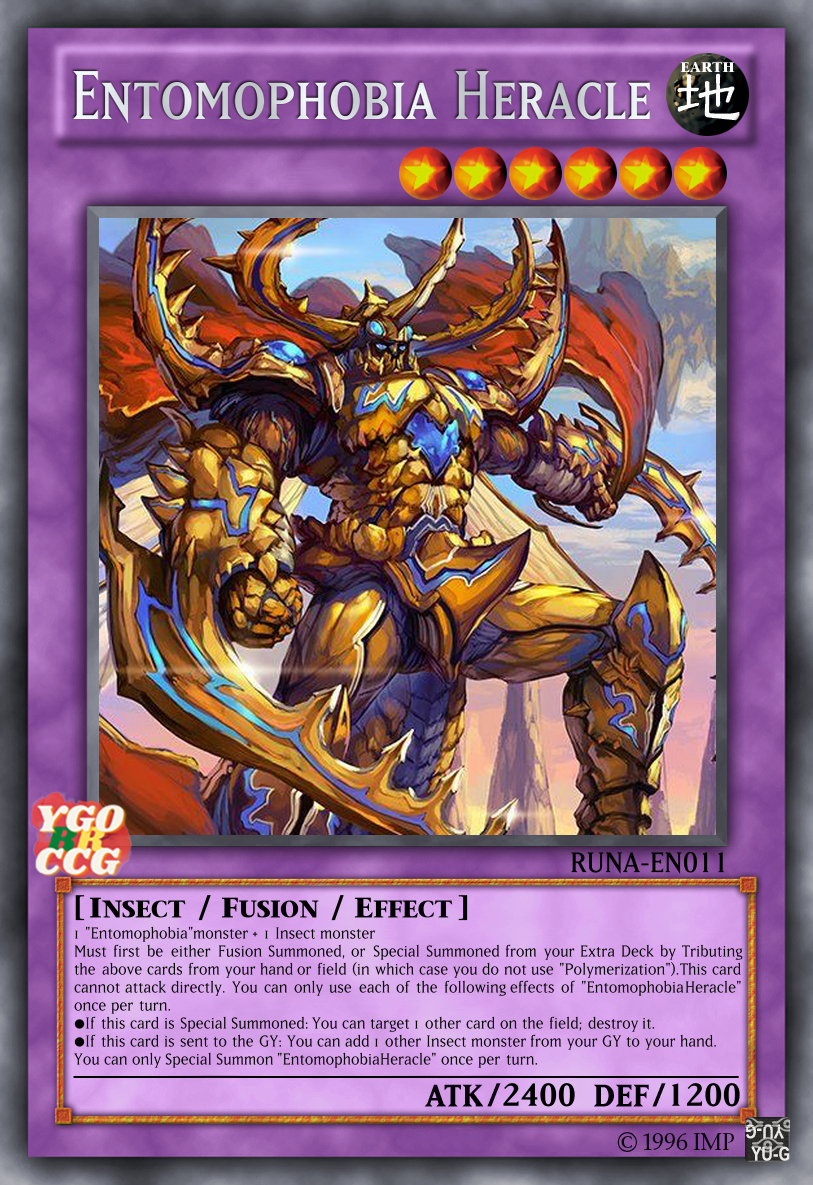 Entomophobia Heracle
EARTH
地
YGO
RR
CCG
RUNA-EN011
[ Insect / Fusion / Effect ]
1 "Entomophobia"monster + 1 Insect monster
Must first be either Fusion Summoned, or Special Summoned from your Extra Deck by Tributing
the above cards from your hand or field (in which case you do not use "Polymerization").This card
cannot attack directly. You can only use each of the following effects of "EntomophobiaHeracle"
once per turn.
●If this card is Special Summoned: You can target 1 other card on the field; destroy it.
●If this card is sent to the GY: You can add 1 other Insect monster from your GY to your hand.
You can only Special Summon "EntomophobiaHeracle" once per turn.
ATK/2400 DEF/1200
© 1996 IMP
YU-G
YU-G